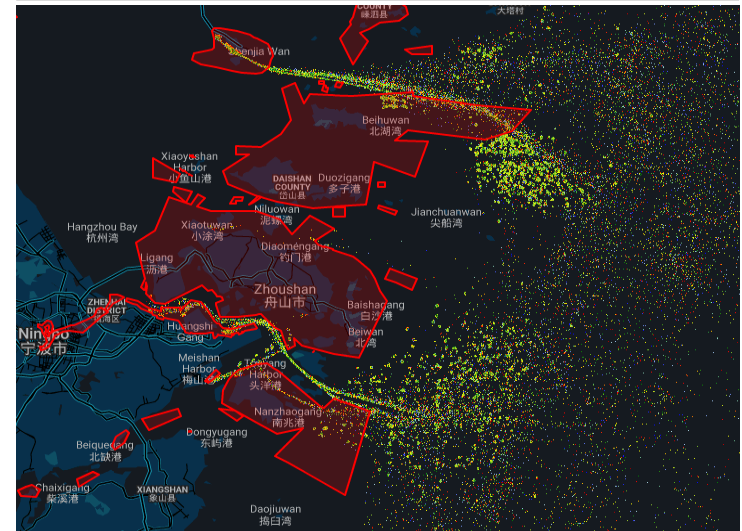 COUNTY
嵊泗县
大塔村
Shenjia Wan
Beihuwan
北湖湾
Xiaoyushan
Harbor
小鱼山港
DAISHAN
COUNTY
岱山县
Duozigang
多子港
Jianchuanwan-
尖船湾
Niluowan
泥螺湾
Hangzhou Bay
杭州湾
Xiaotuwan
小涂湾
Diaomengang
钓门港
Ligang
沥港
Zhoushan
舟山市
ZHENHAI
DISTRICT
镇海区
Baishagang
白沙港
Ningbo
宁波市
Huangshi
Gang
Beiwan
北湾
Meishan
Harbor
梅山港
Touyang
Harbor
头洋港
Nanzhaogang
南兆港
Dongyugang
东屿港
Beiquegang
北缺港
Chaixigang
柴溪港
XIANGSHAN
象山县
Daojiuwan
捣臼湾